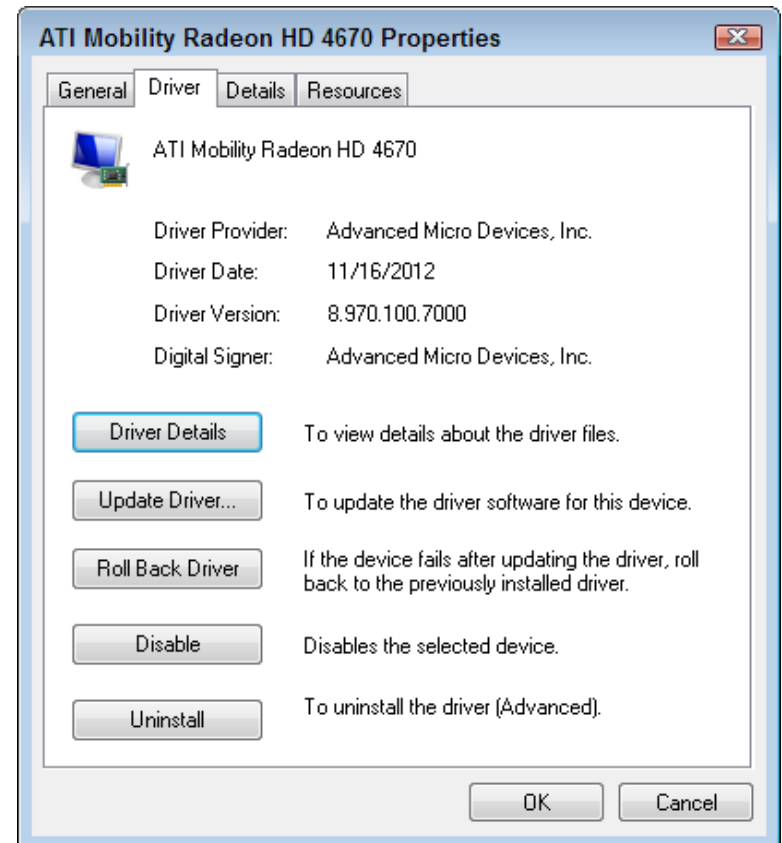 ATI Mobility Radeon HD 4670 Properties
General Driver Details Resources
ATI Mobility Radeon HD 4670
Driver Provider: Advanced Micro Devices, Inc.
Driver Date: 11/16/2012
Driver Version: 8.970.100.7000
Digital Signer: Advanced Micro Devices, Inc.
Driver Details To view details about the driver files.
Update Driver... To update the driver software for this device.
Roll Back Driver If the device fails after updating the driver, roll
back to the previously installed driver.
Disable Disables the selected device.
Uninstall To uninstall the driver (Advanced).
OK Cancel